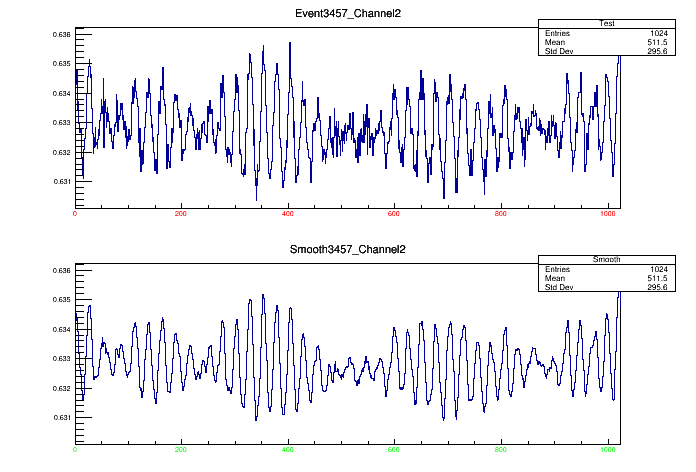 Event3457_Channel2
Test
Entries 1024
Mean 511.5
Std Dev 295.6
0.636
0.635
0.634
0.633
0.632
0.631
0 200 400 600 800 1000
Smooth3457_Channel2
Smooth
Entries 1024
Mean 511.5
Std Dev 295.6
0.636
0.635
0.634
0.633
0.632
0.631
0 200 400 600 800 1000